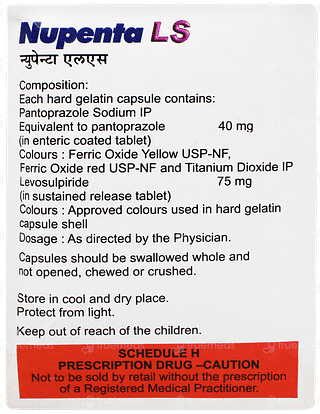 Nupenta LS
न्युपेन्टा एलएस
Composition:
Each hard gelatin capsule contains:
Pantoprazole Sodium IP
Equivalent to pantoprazole 40 mg
(in enteric coated tablet)
Colours : Ferric Oxide Yellow USP-NF,
Ferric Oxide red USP-NF and Titanium Dioxide IP
Levosulpiride 75 mg
(in sustained release tablet)
Colours : Approved colours used in hard gelatin
capsule shell
Dosage : As directed by the Physician.
Capsules should be swallowed whole and
not opened, chewed or crushed.
Store in cool and dry place.
Protect from light.
Keep out of reach of the children.
SCHEDULE H
PRESCRIPTION DRUG –CAUTION
Not to be sold by retail without the prescription
of a Registered Medical Practitioner.